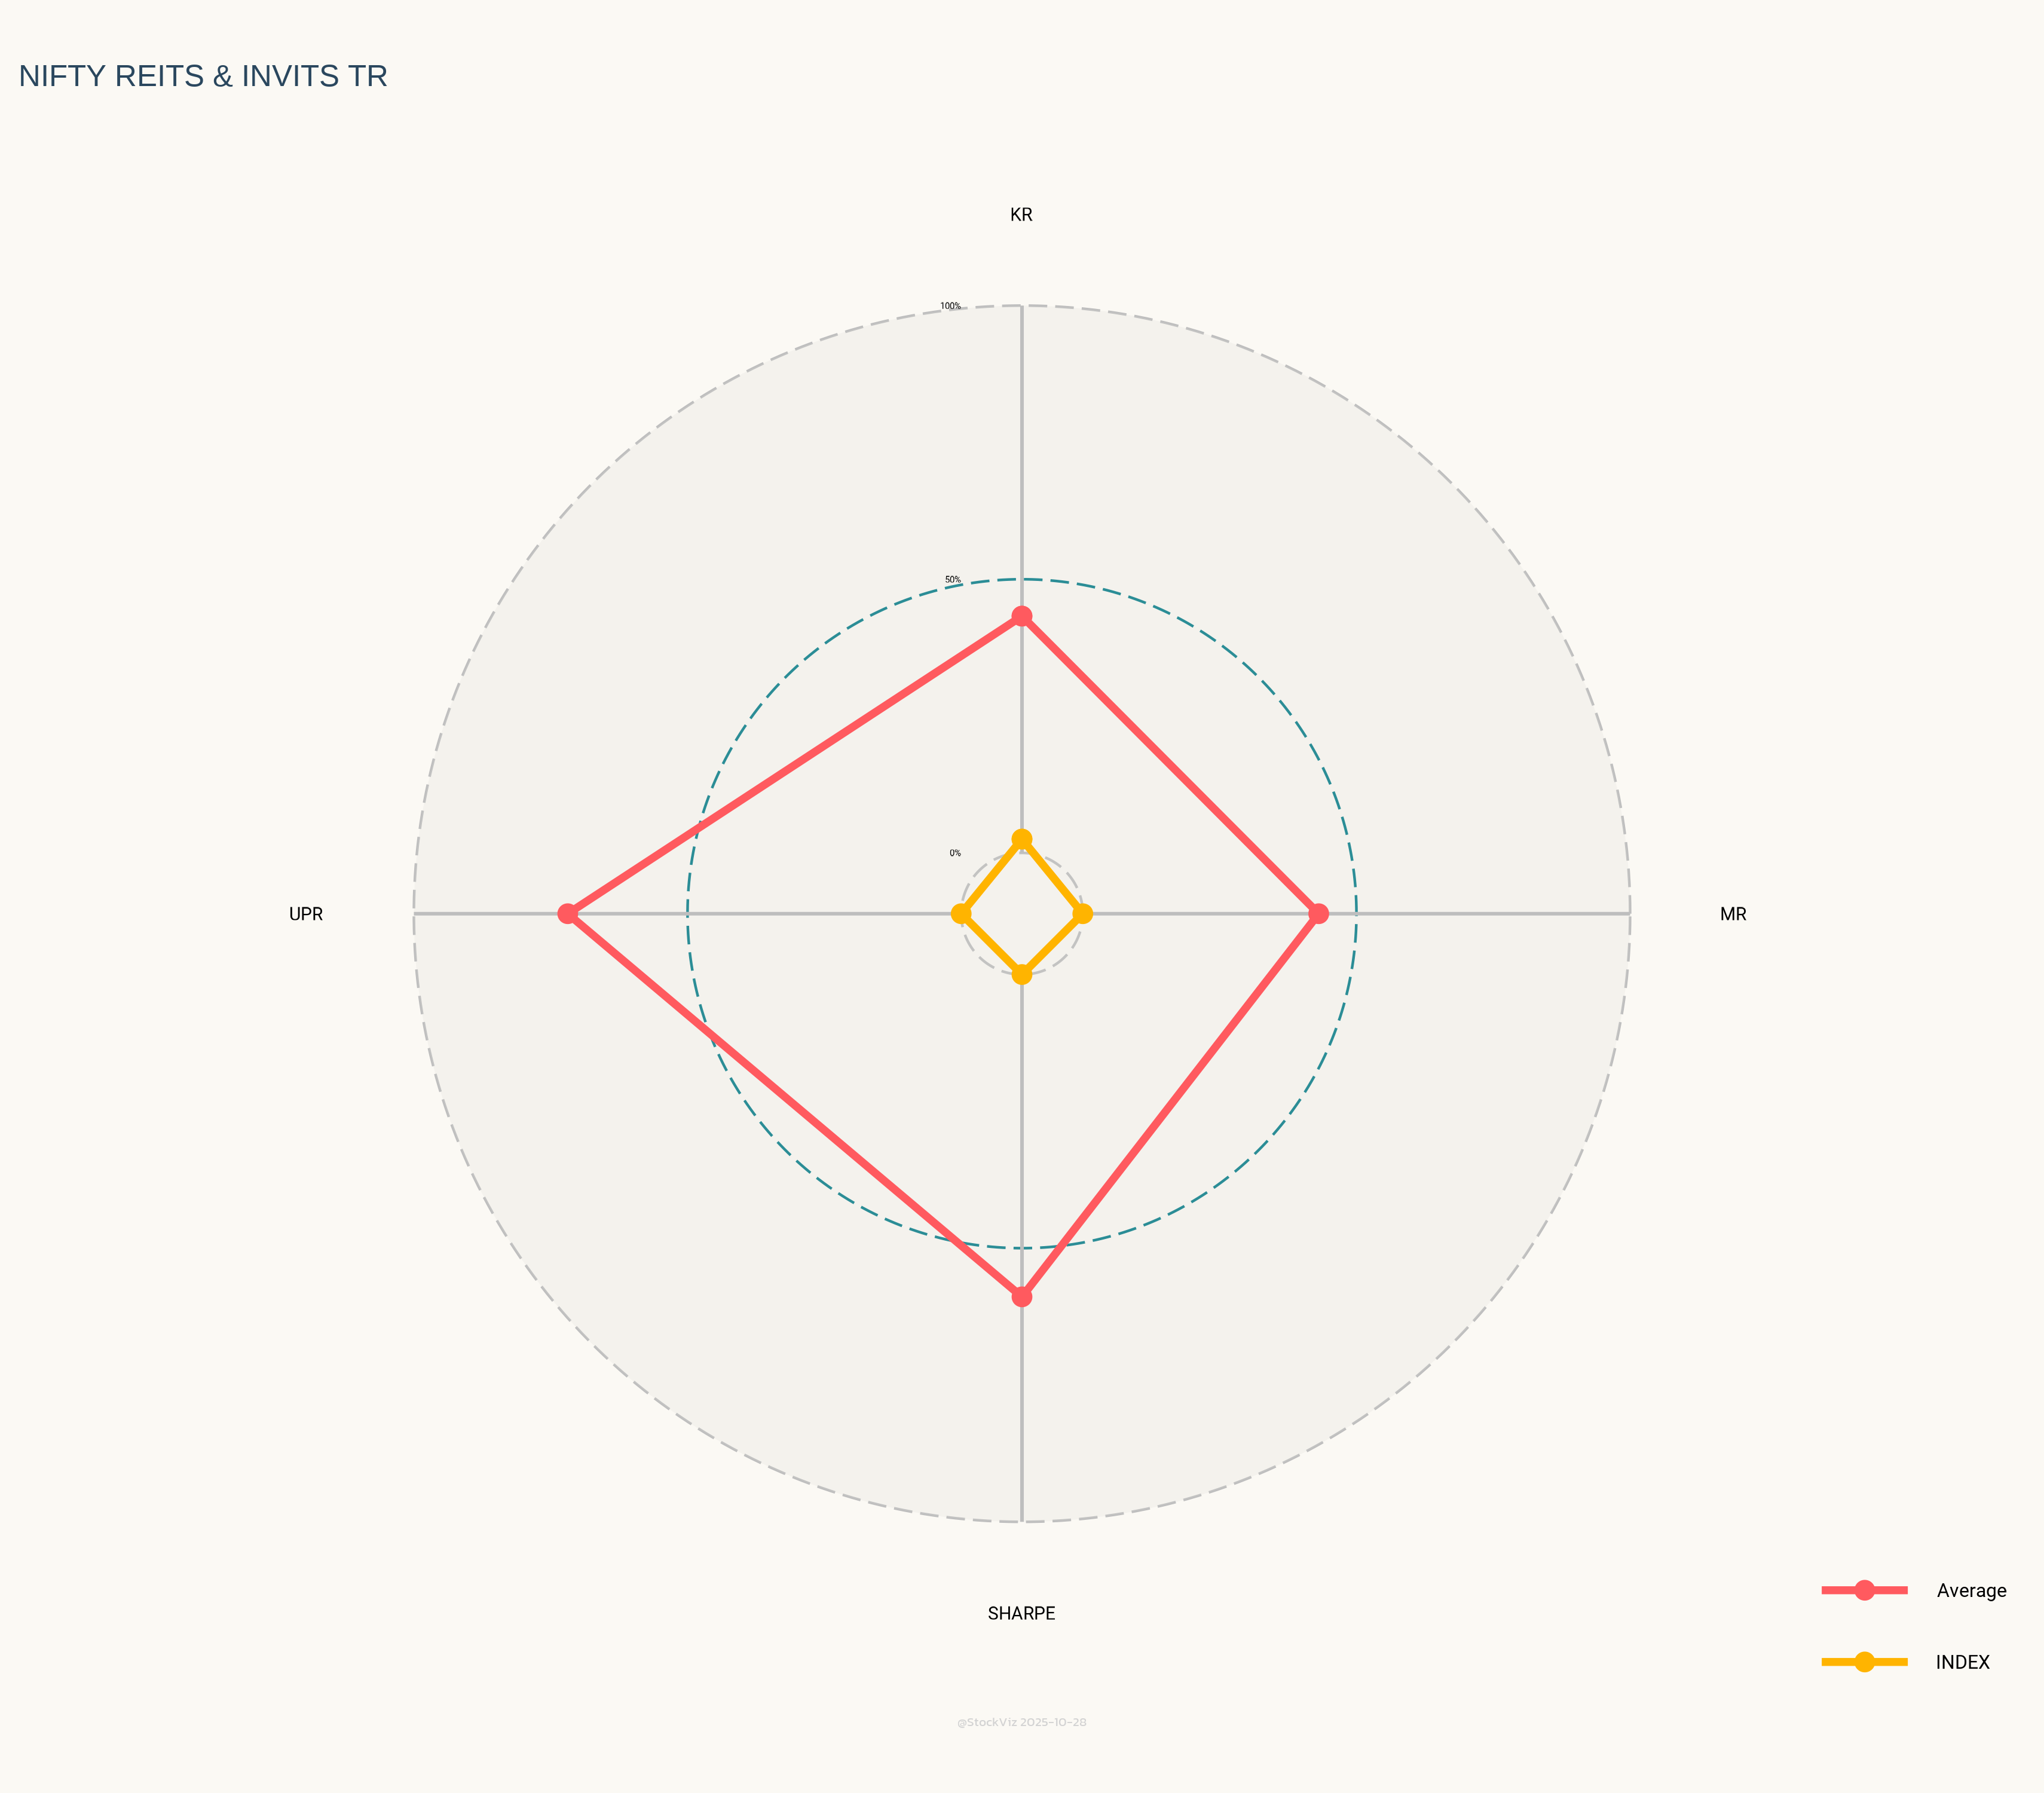 NIFTY REITS & INVITS TR
KR
100%
50%
0%
UPR
MR
SHARPE
Average
INDEX
@StockViz 2025-10-28